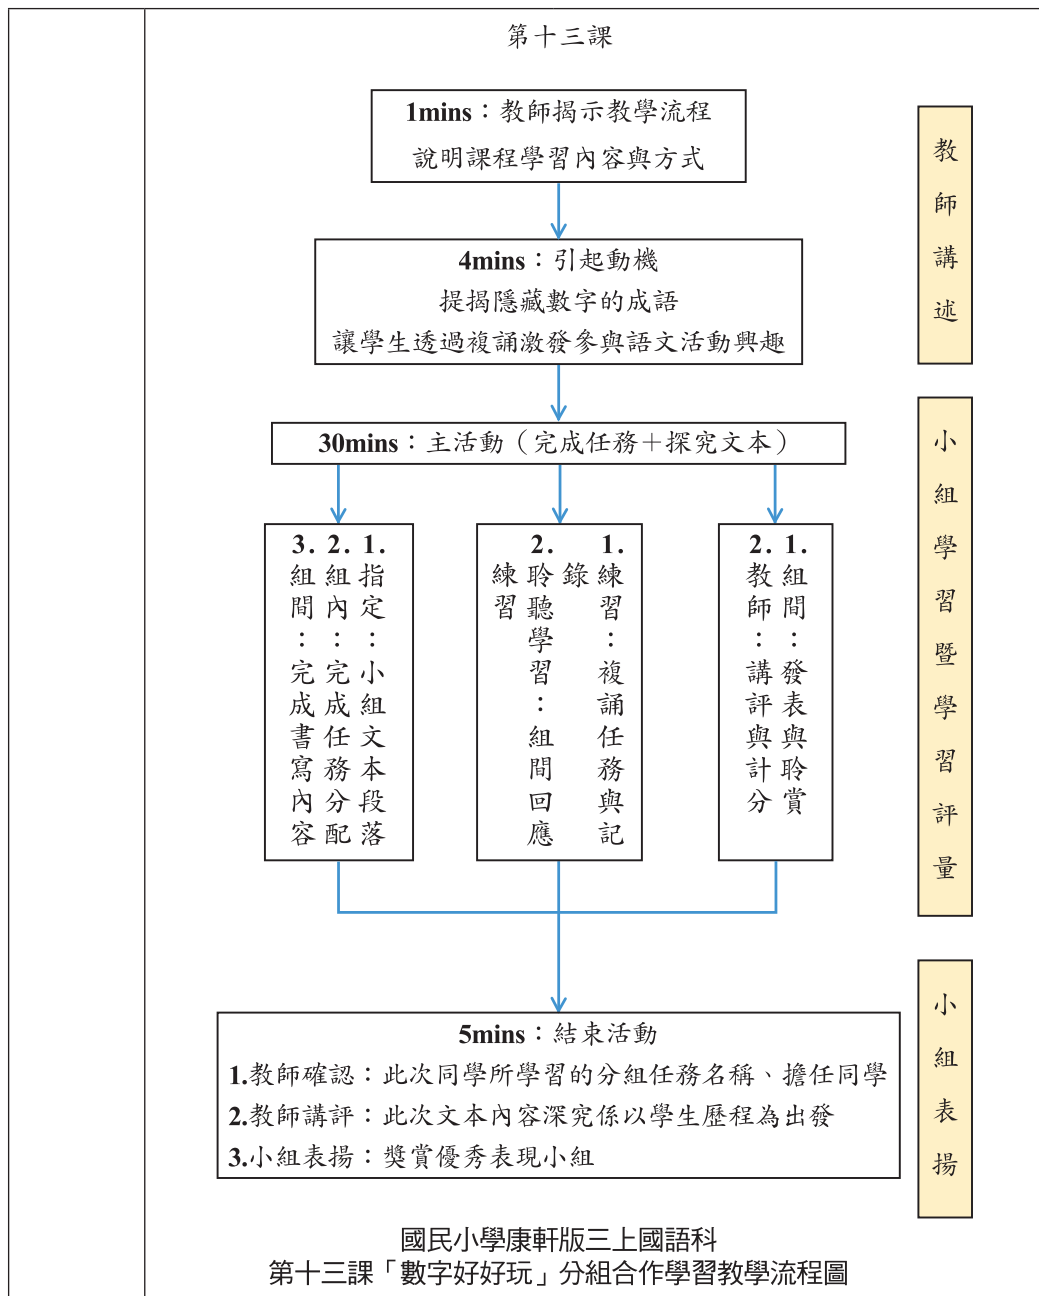 第十三課
1mins：教師揭示教學流程
說明課程學習內容與方式
4mins：引起動機
提揭隱藏數字的成語
讓學生透過複誦激發參與語文活動興趣
教師講述
30mins：主活動（完成任務＋探究文本）
1.指定：小組文本段落
2.組內：完成任務分配
3.組間：完成書寫內容
1.練習：複誦任務與記
錄
2.聆聽學習：組間回應
練習
1.組間：發表與聆賞
2.教師：講評與計分
小組學習暨學習評量
5mins：結束活動
1.教師確認：此次同學所學習的分組任務名稱、擔任同學
2.教師講評：此次文本內容深究係以學生歷程為出發
3.小組表揚：獎賞優秀表現小組
小組表揚
國民小學康軒版三上國語科
第十三課「數字好好玩」分組合作學習教學流程圖